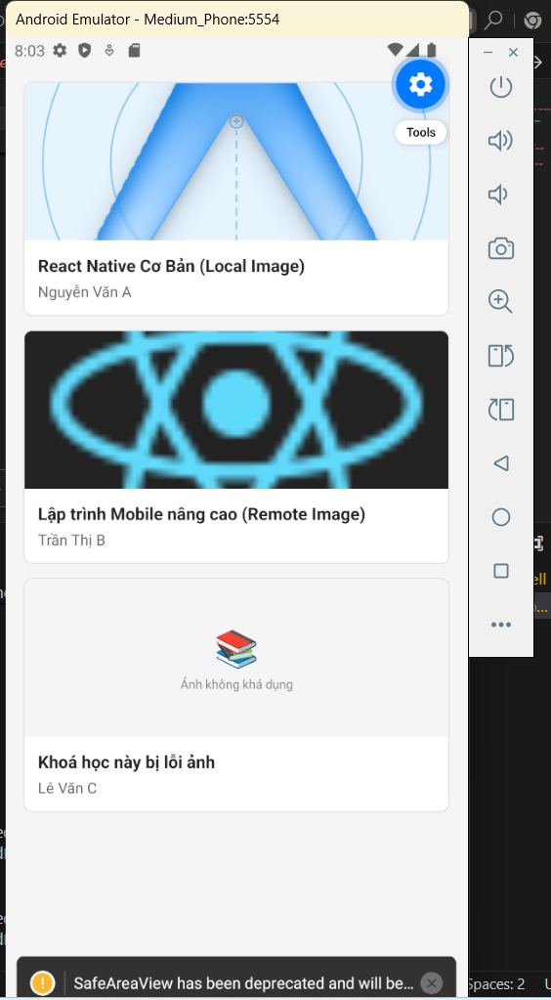 Android Emulator - Medium_Phone:5554
8:03
Tools
React Native Cơ Bản (Local Image)
Nguyễn Văn A
Lập trình Mobile nâng cao (Remote Image)
Trần Thị B
Ảnh không khả dụng
Khoá học này bị lỗi ảnh
Lê Văn C
SafeAreaView has been deprecated and will be...
Spaces: 2